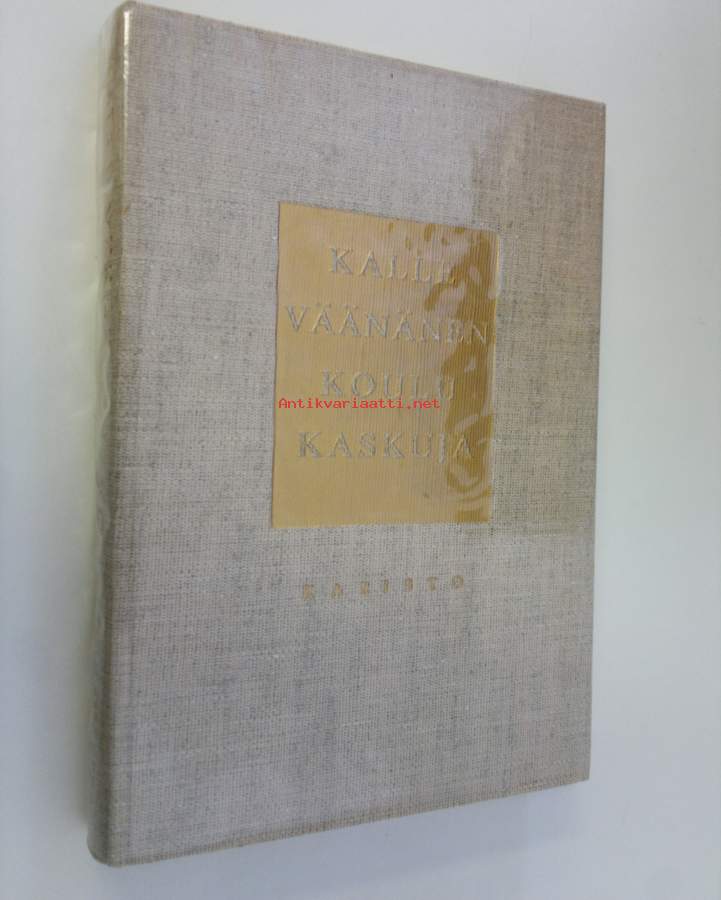 KALLE
VÄÄNÄNEN
KOULU
Antikvariaatti.net
KASKUJA
KARISTO